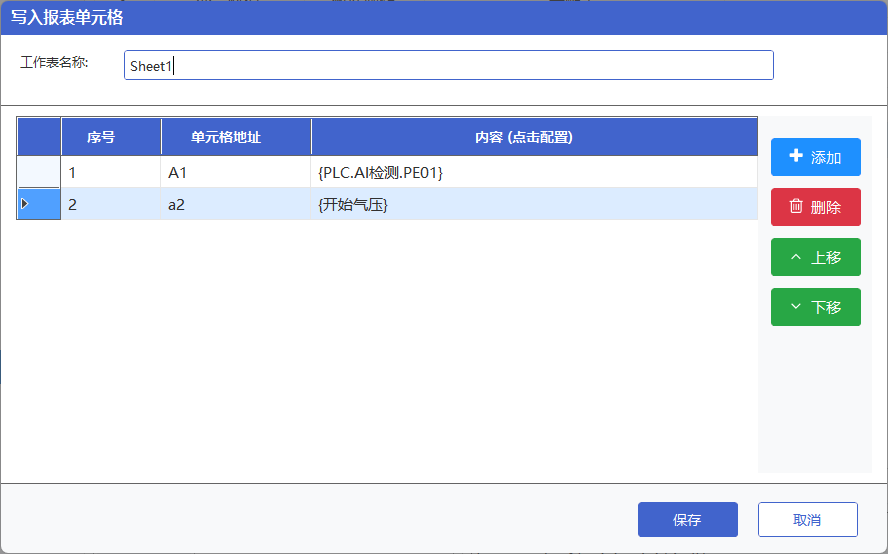 写入报表单元格
工作表名称:
Sheet1
序号 单元格地址 内容 (点击配置)
1 A1 {PLC.AI检测.PE01}
2 a2 {开始气压}
添加
删除
上移
下移
保存 取消